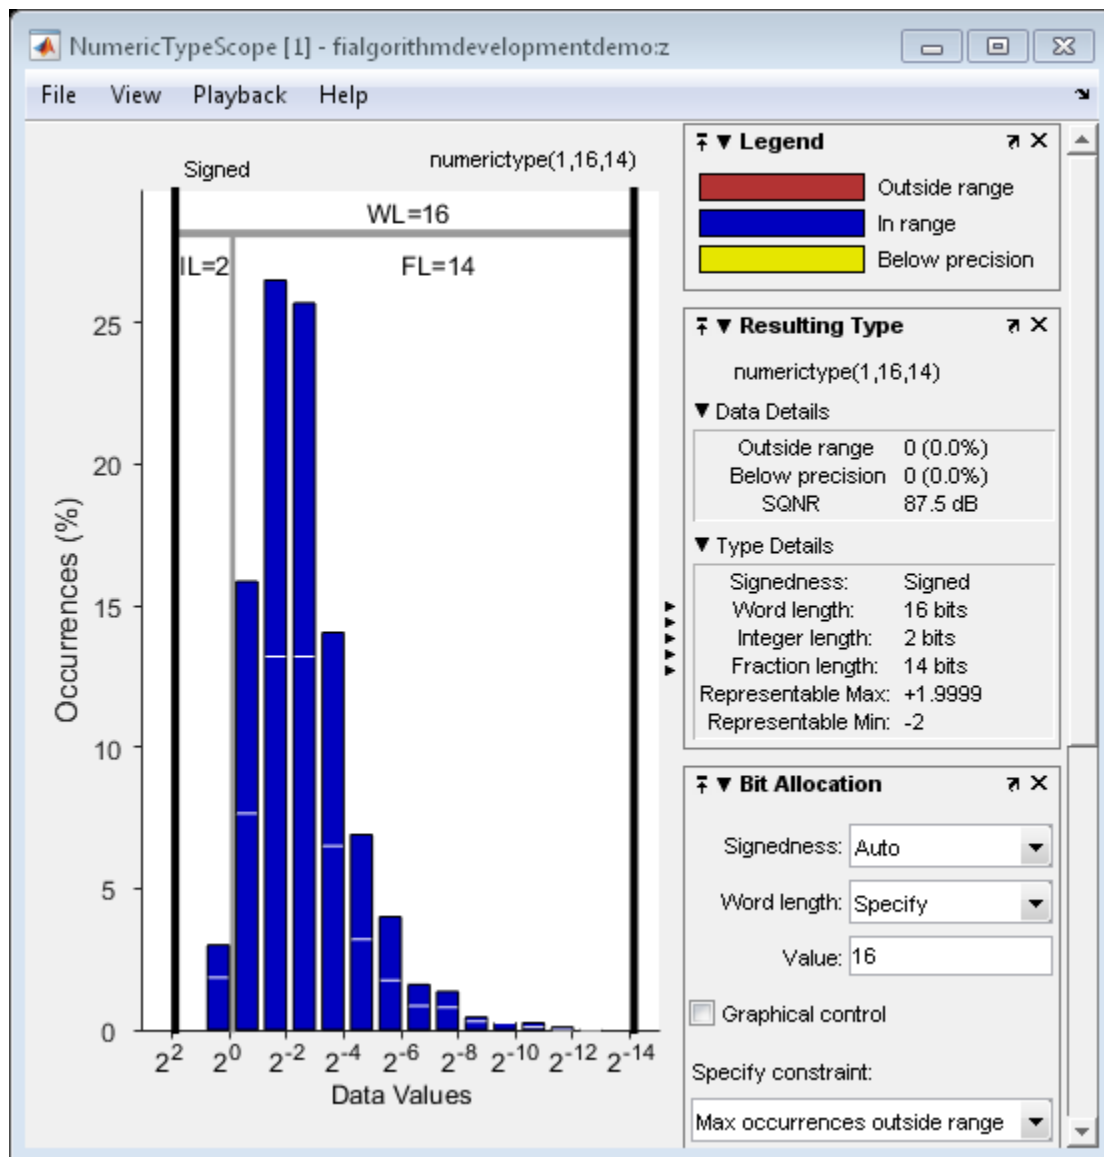 NumericTypeScope [1] - fialgorithmdevelopmentdemo:z
File View Playback Help
Signed numerictype(1,16,14)
WL=16
IL=2 FL=14
25
20
15
10
5
0
Occurrences (%)
2^2 2^0 2^-2 2^-4 2^-6 2^-8 2^-10 2^-12 2^-14
Data Values
Legend
Outside range
In range
Below precision
Resulting Type
numerictype(1,16,14)
Data Details
Outside range 0 (0.0%)
Below precision 0 (0.0%)
SQNR 87.5 dB
Type Details
Signedness: Signed
Word length: 16 bits
Integer length: 2 bits
Fraction length: 14 bits
Representable Max: +1.9999
Representable Min: -2
Bit Allocation
Signedness: Auto
Word length: Specify
Value: 16
Graphical control
Specify constraint:
Max occurrences outside range